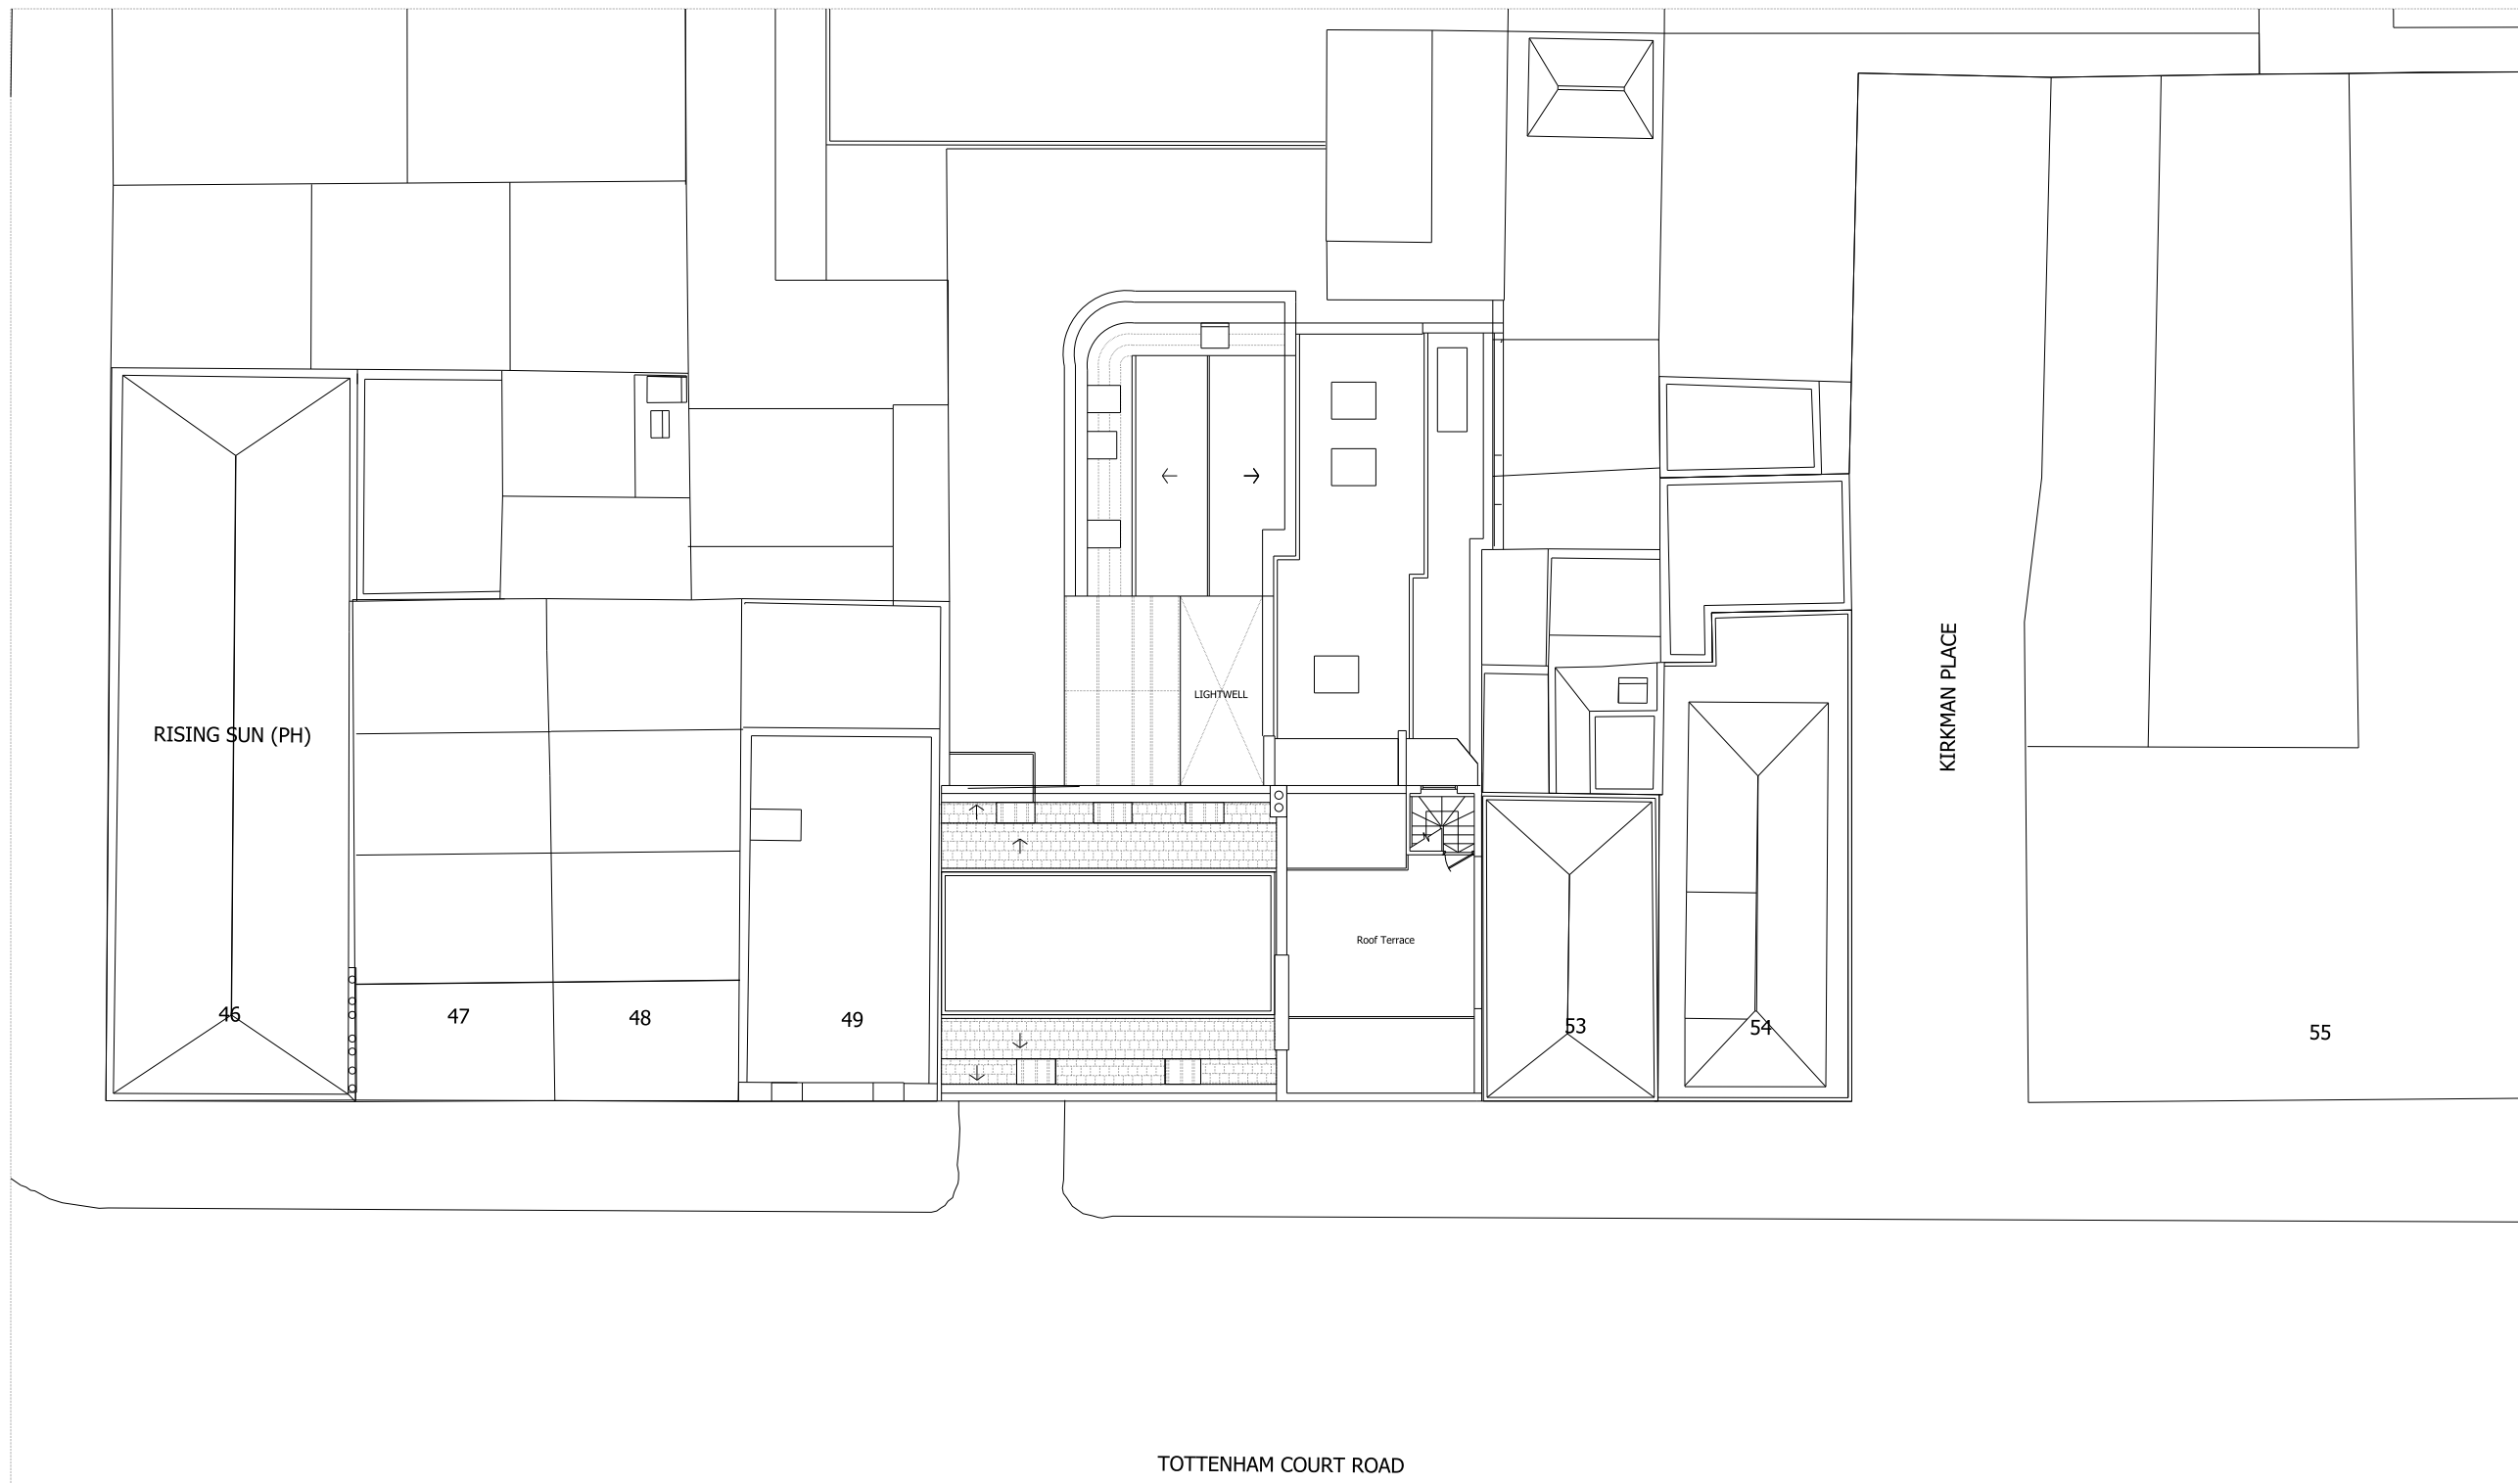 KIRKMAN PLACE
LIGHTWELL
RISING SUN (PH)
Roof Terrace
46
47
48
49
53
54
55
TOTTENHAM COURT ROAD